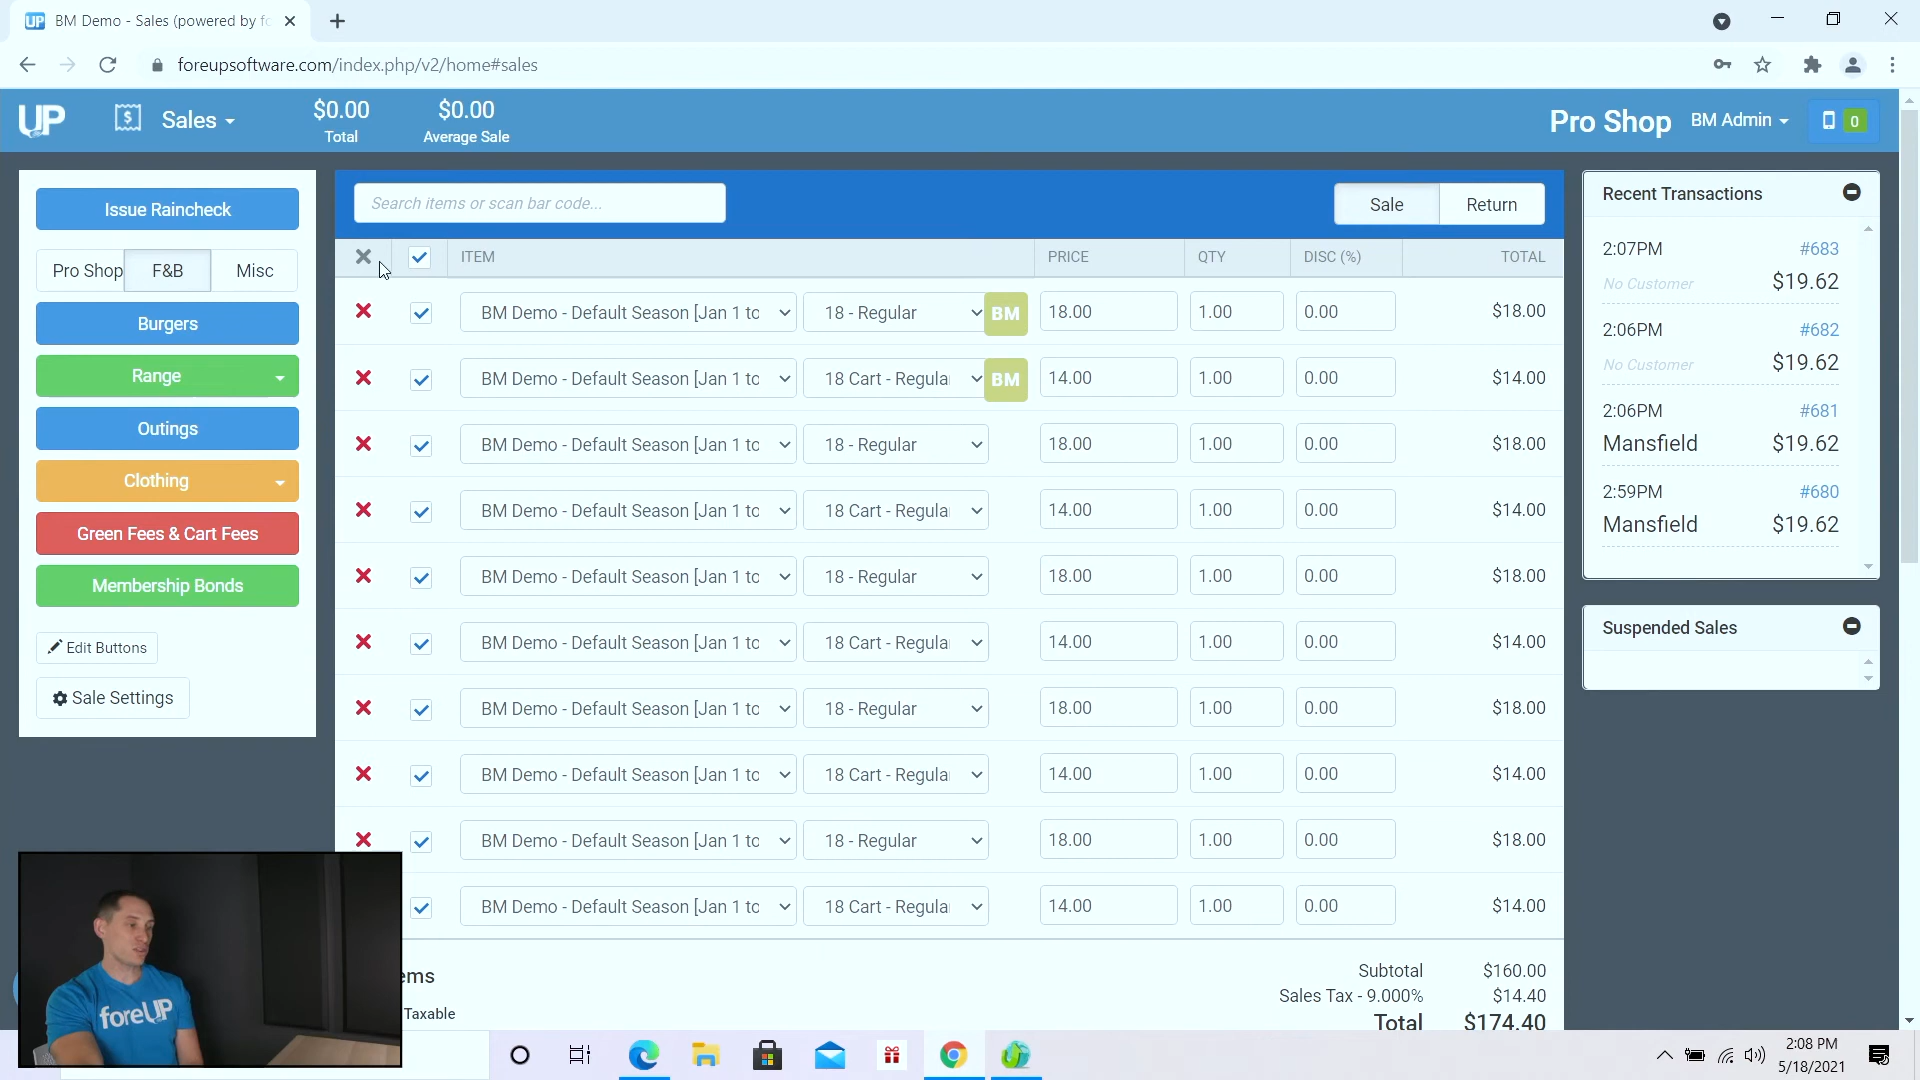 UP BM Demo - Sales (powered by fo
foreupsoftware.com/index.php/v2/home#sales
UP Sales $0.00 $0.00 Pro Shop BM Admin 0
Total Average Sale
Issue Raincheck
Pro Shop F&B Misc
Burgers
Range
Outings
Clothing
Green Fees & Cart Fees
Membership Bonds
Edit Buttons
Sale Settings
Search items or scan bar code... Sale Return
ITEM PRICE QTY DISC (%) TOTAL
BM Demo - Default Season [Jan 1 to 18 - Regular BM 18.00 1.00 0.00 $18.00
BM Demo - Default Season [Jan 1 to 18 Cart - Regula BM 14.00 1.00 0.00 $14.00
BM Demo - Default Season [Jan 1 to 18 - Regular 18.00 1.00 0.00 $18.00
BM Demo - Default Season [Jan 1 to 18 Cart - Regula 14.00 1.00 0.00 $14.00
BM Demo - Default Season [Jan 1 to 18 - Regular 18.00 1.00 0.00 $18.00
BM Demo - Default Season [Jan 1 to 18 Cart - Regula 14.00 1.00 0.00 $14.00
BM Demo - Default Season [Jan 1 to 18 - Regular 18.00 1.00 0.00 $18.00
BM Demo - Default Season [Jan 1 to 18 Cart - Regula 14.00 1.00 0.00 $14.00
BM Demo - Default Season [Jan 1 to 18 - Regular 18.00 1.00 0.00 $18.00
BM Demo - Default Season [Jan 1 to 18 Cart - Regula 14.00 1.00 0.00 $14.00
ems
Taxable
Subtotal $160.00
Sales Tax - 9.000% $14.40
Total $174.40
Recent Transactions
2:07PM #683
No Customer $19.62
2:06PM #682
No Customer $19.62
2:06PM #681
Mansfield $19.62
2:59PM #680
Mansfield $19.62
Suspended Sales
foreUP
2:08 PM
5/18/2021